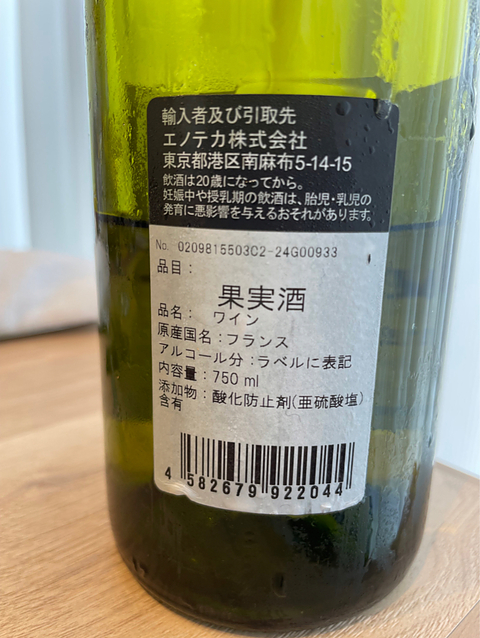 輸入者及び引取先
エノテカ株式会社
東京都港区南麻布5-14-15
飲酒は20歳になってから。
妊娠中や授乳期の飲酒は、胎児・乳児の
発育に悪影響を与えるおそれがあります。
No. 0209815503C2-24G00933
品目：
果実酒
品名： ワイン
原産国名：フランス
アルコール分：ラベルに表記
内容量：750 ml
添加物：酸化防止剤(亜硫酸塩)
含有
4 582679 922044